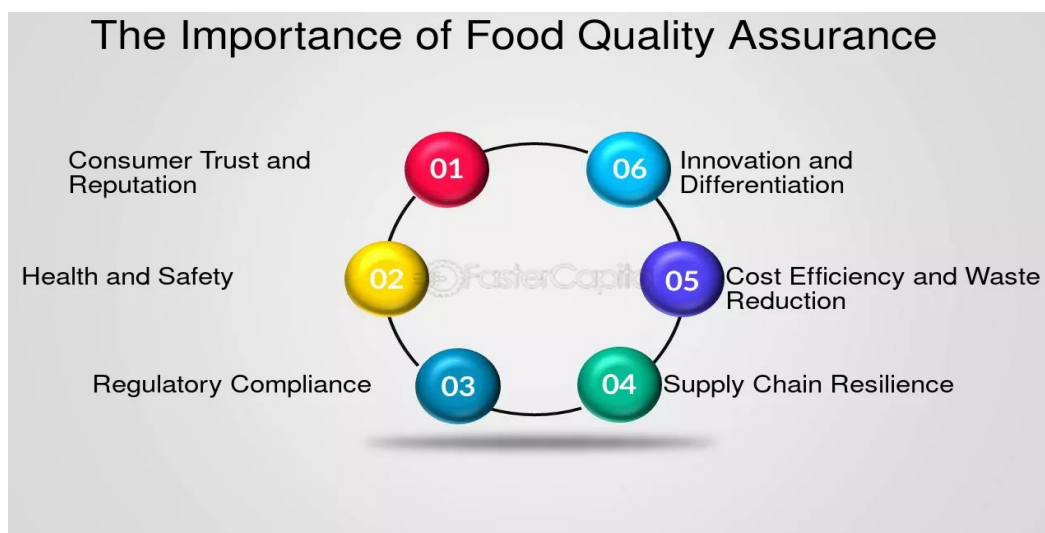 The Importance of Food Quality Assurance
01
Consumer Trust and
Reputation
02
Health and Safety
03
Regulatory Compliance
04
Supply Chain Resilience
05
Cost Efficiency and Waste
Reduction
06
Innovation and
Differentiation
FasterCapital